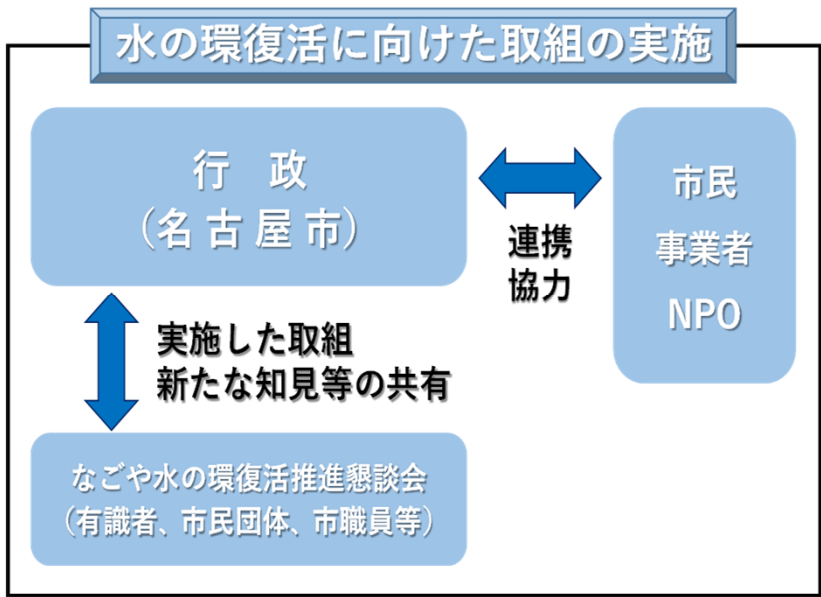 水の環復活に向けた取組の実施
行　政
（名 古 屋 市）
市民
事業者
NPO
連携
協力
実施した取組
新たな知見等の共有
なごや水の環復活推進懇談会
（有識者、市民団体、市職員等）